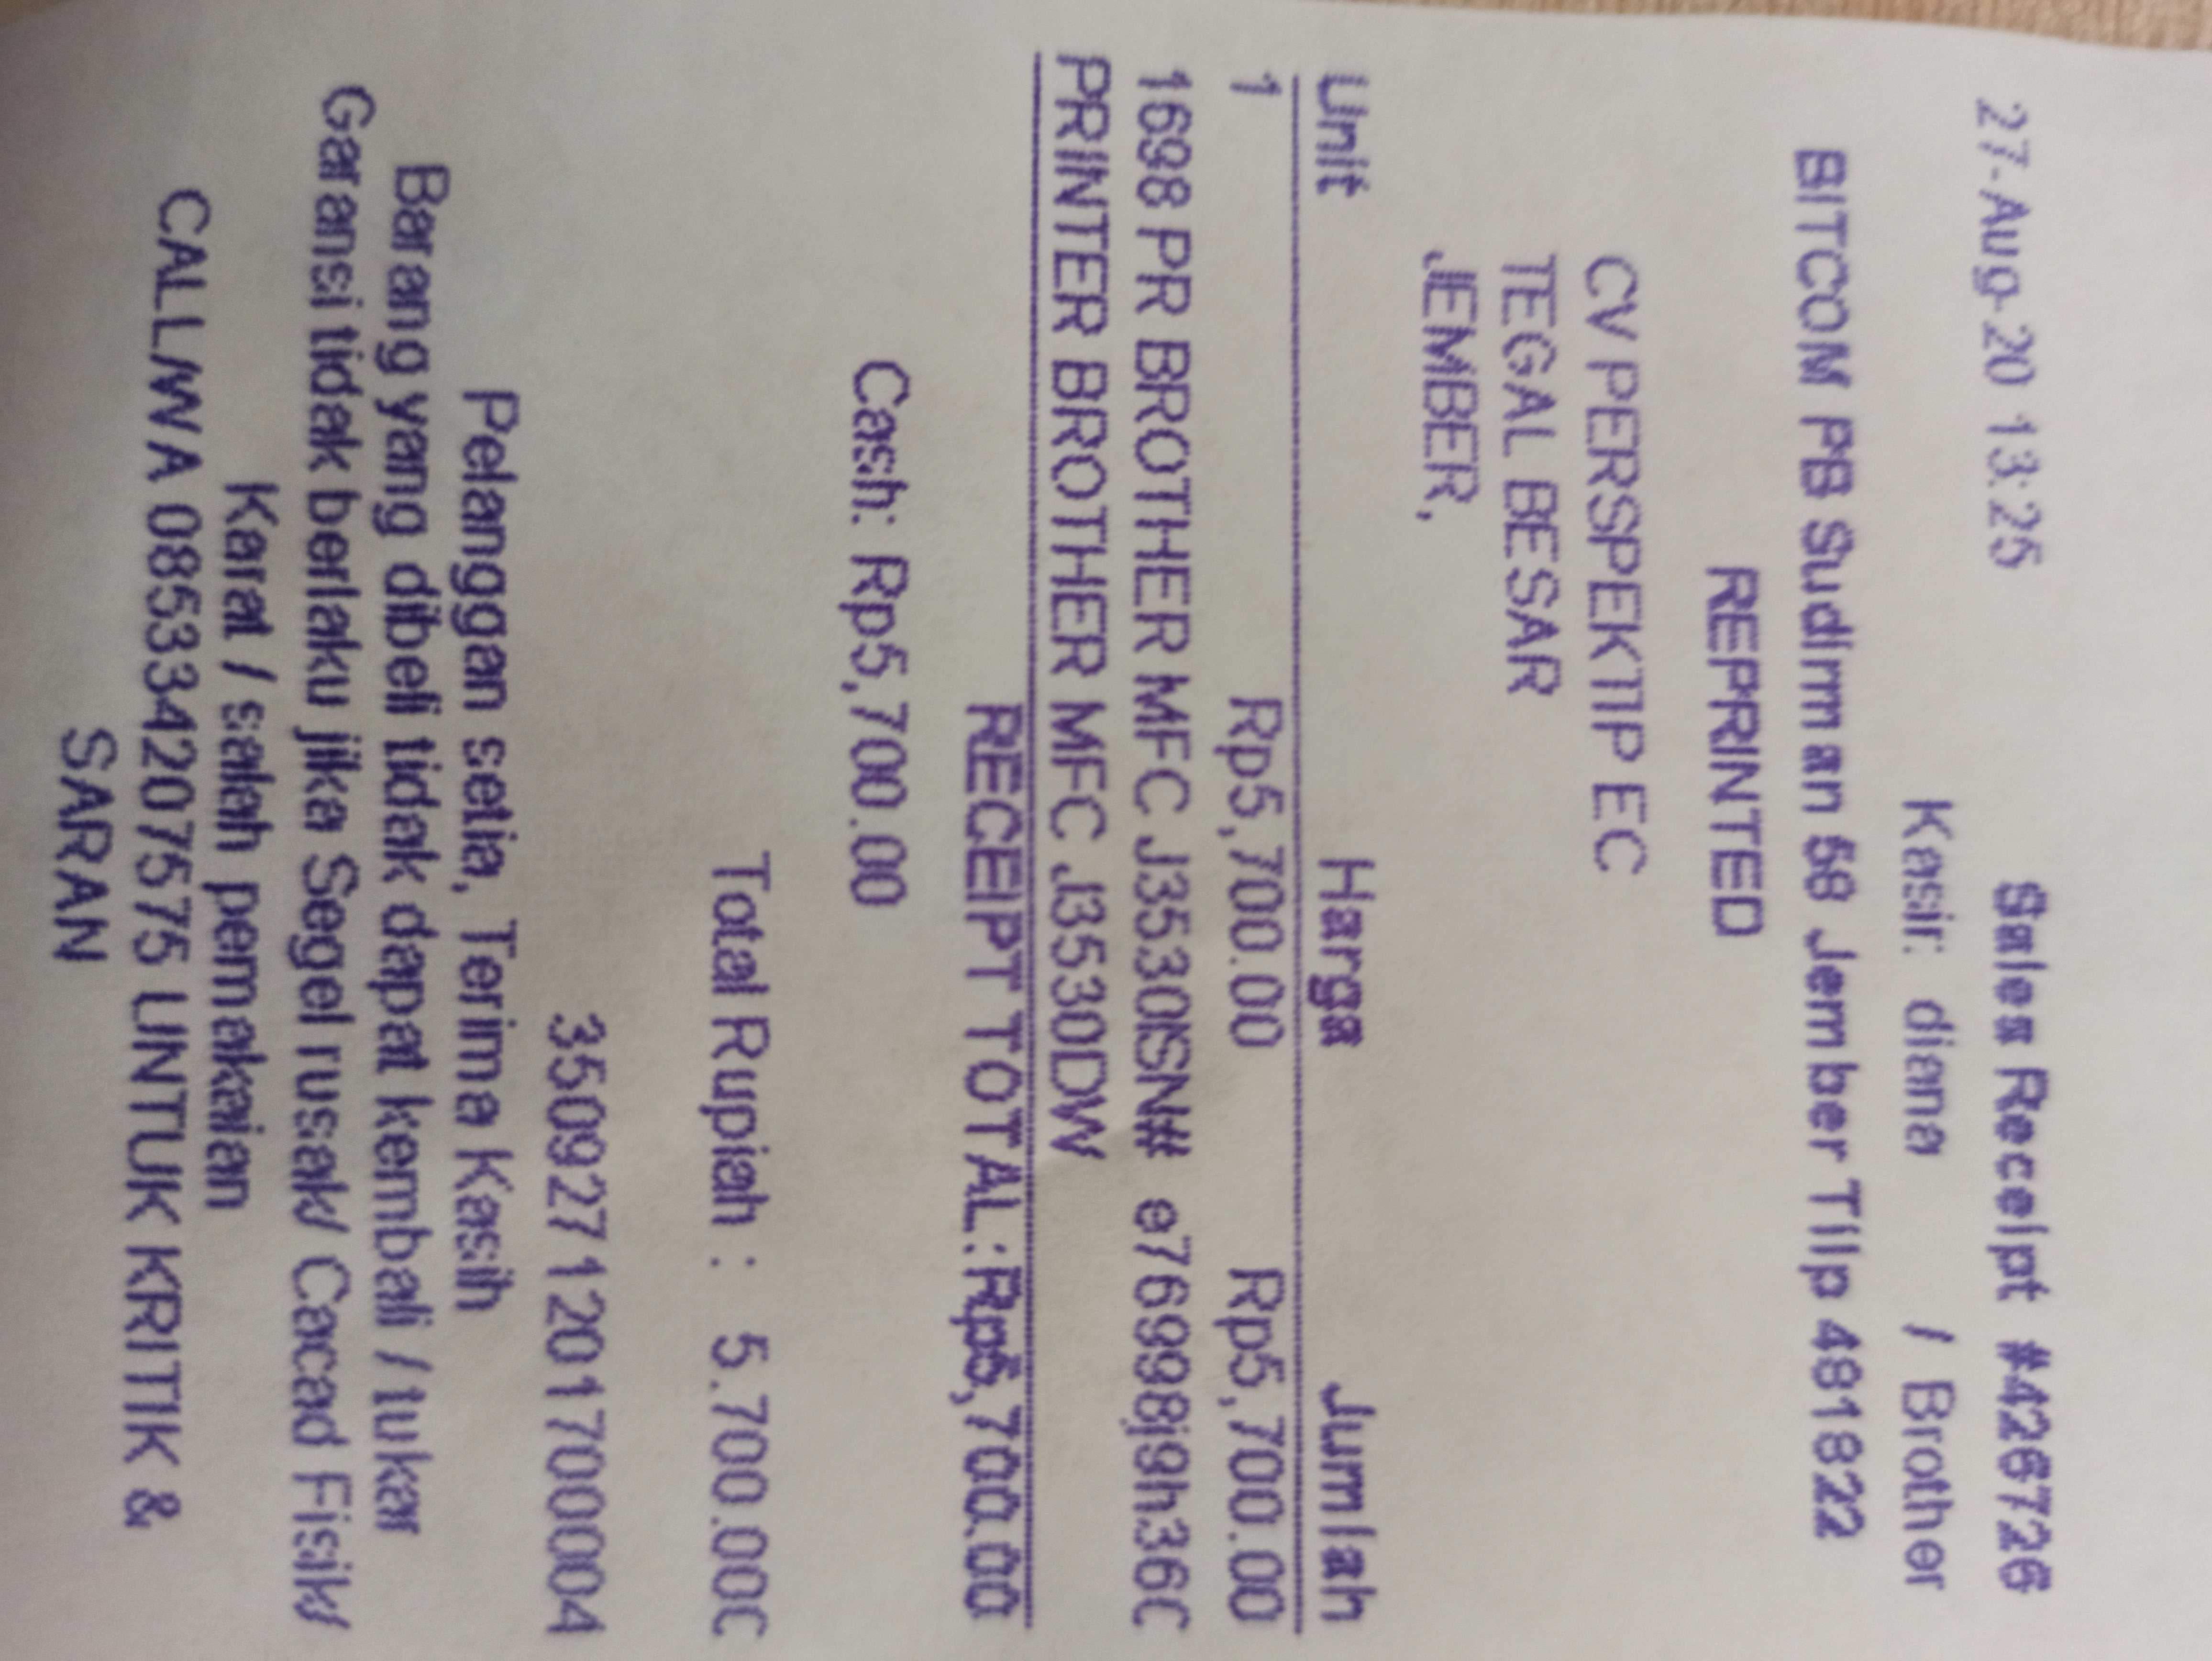 27-Aug-20 13:25 Sales Receipt #426726
Kasir: diana / Brother
BITCOM PB Sudirman 58 Jember Tllp 481822
REPRINTED
CV PERSPEKTIP EC
TEGAL BESAR
JEMBER,
Unit Harga Jumlah
1 Rp5,700.00 Rp5,700.00
1698 PR BROTHER MFC J3530ISN# e76998j9h36C
PRINTER BROTHER MFC J3530DW
RECEIPT TOTAL: Rp5,700.00
Cash: Rp5,700.00
Total Rupiah : 5.700.00C
3509271201700004
Pelanggan setia, Terima Kasih
Barang yang dibeli tidak dapat kembali / tukar
Garansi tidak berlaku jika Segel rusak/ Cacad Fisik/
Karat / salah pemakaian
CALL/WA 085334207575 UNTUK KRITIK &
SARAN